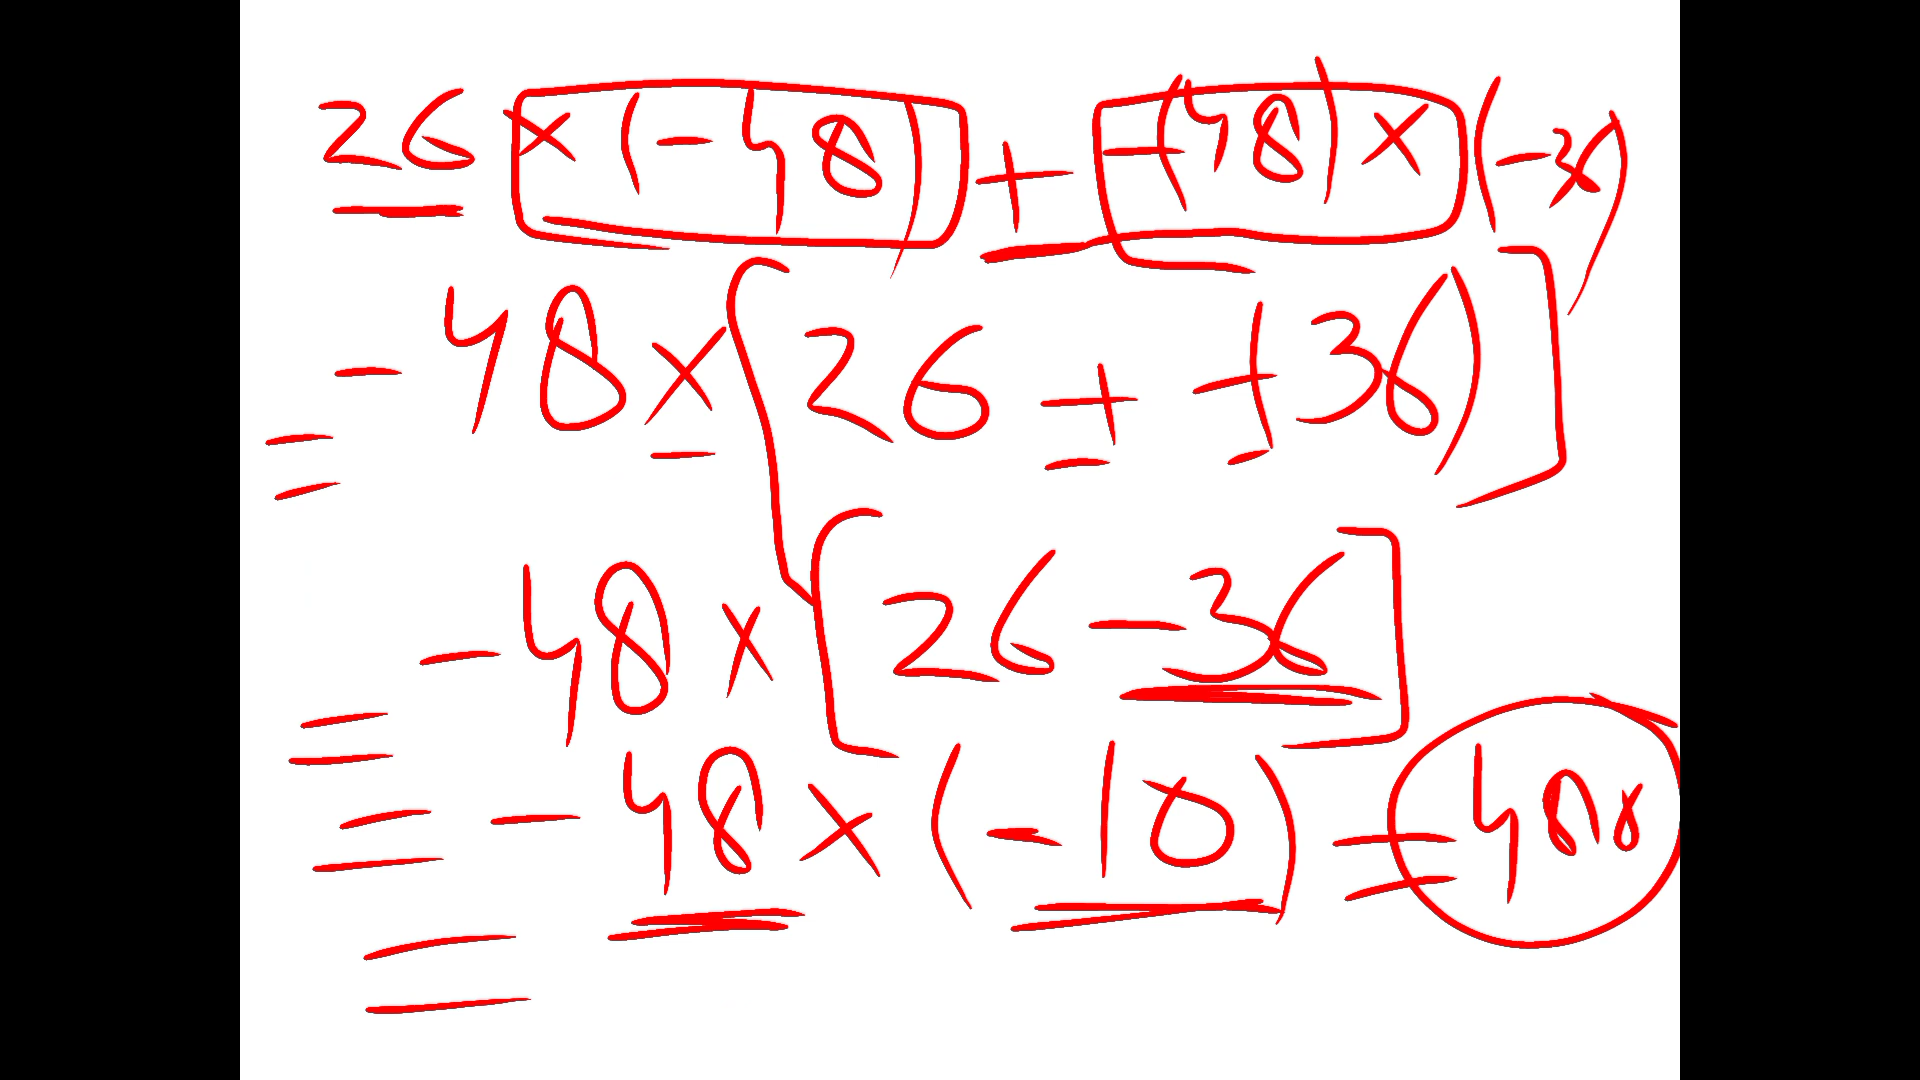 26 × (-48) + -(48) × (-36)
= -48 × [26 + (-36)]
= -48 × [26 - 36]
= -48 × (-10) = 480
=